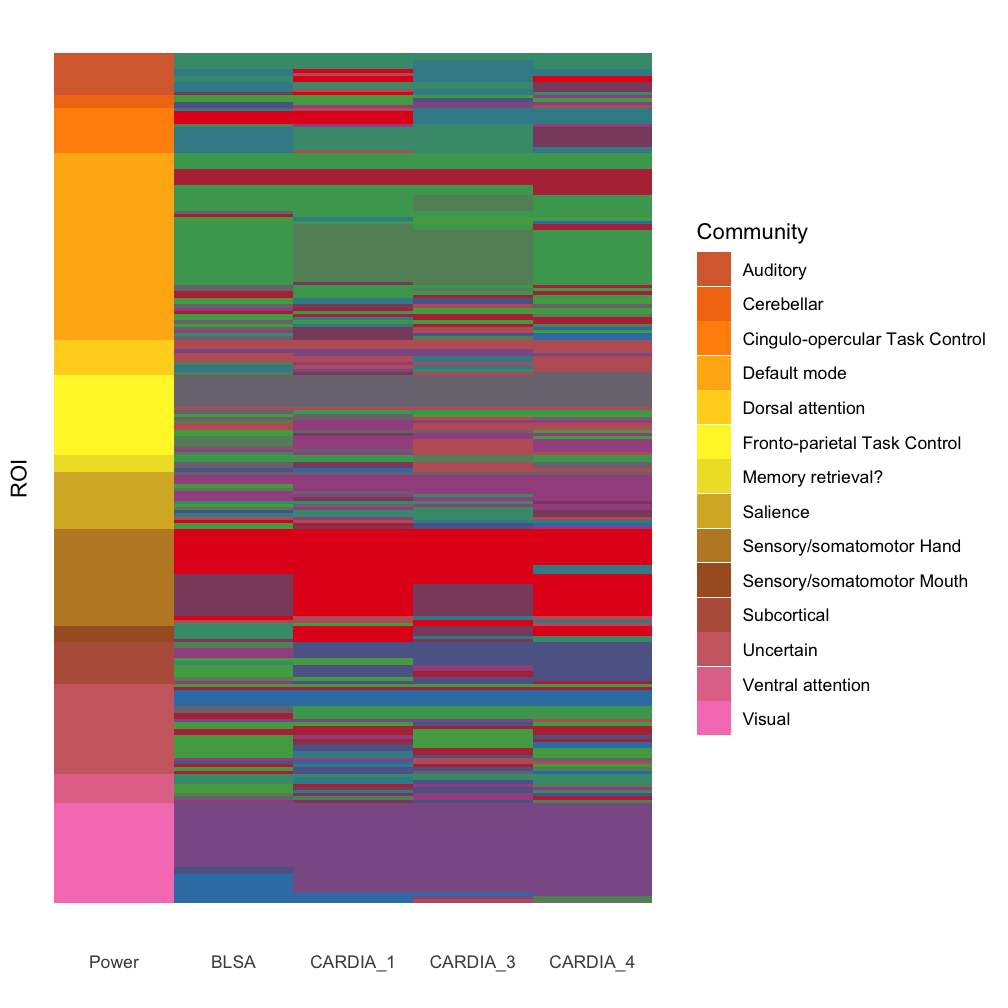 ROI
Power
BLSA
CARDIA_1
CARDIA_3
CARDIA_4
Community
Auditory
Cerebellar
Cingulo-opercular Task Control
Default mode
Dorsal attention
Fronto-parietal Task Control
Memory retrieval?
Salience
Sensory/somatomotor Hand
Sensory/somatomotor Mouth
Subcortical
Uncertain
Ventral attention
Visual